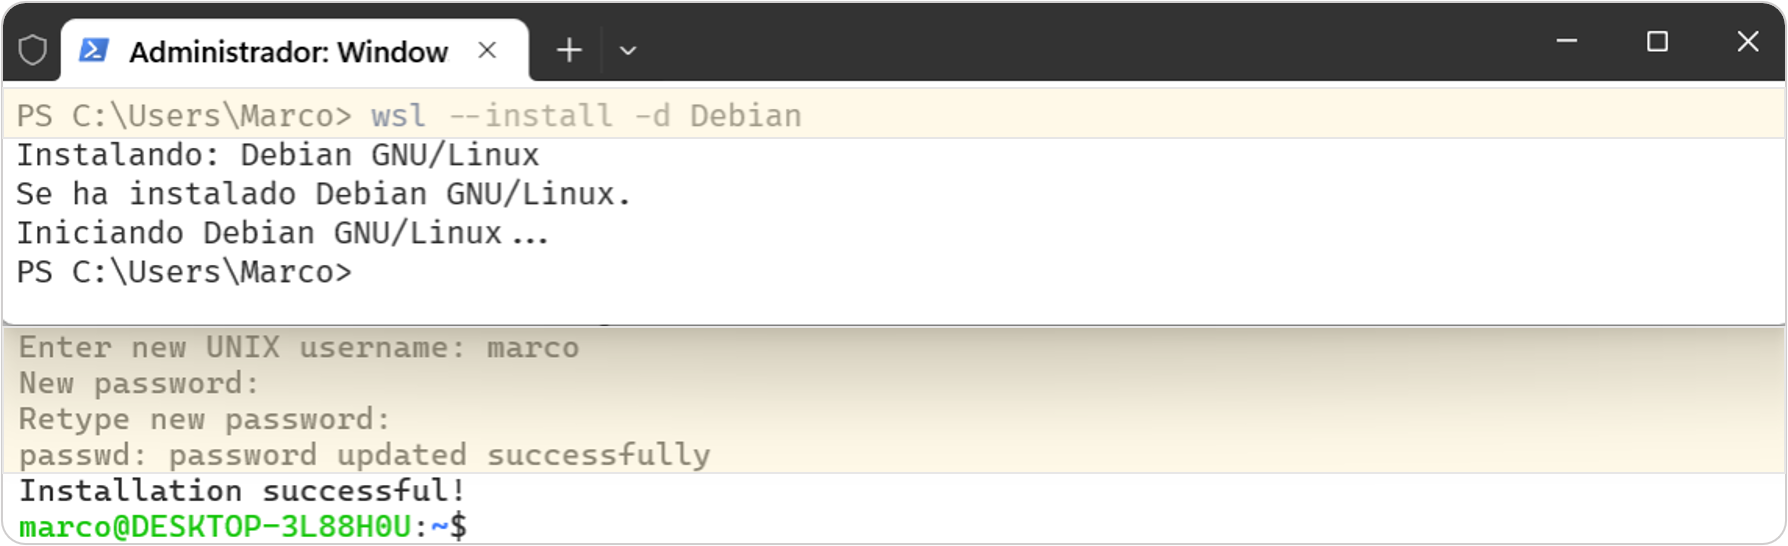 Administrador: Window
PS C:\Users\Marco> wsl --install -d Debian
Instalando: Debian GNU/Linux
Se ha instalado Debian GNU/Linux.
Iniciando Debian GNU/Linux...
PS C:\Users\Marco>
Enter new UNIX username: marco
New password:
Retype new password:
passwd: password updated successfully
Installation successful!
marco@DESKTOP-3L88H0U:~$